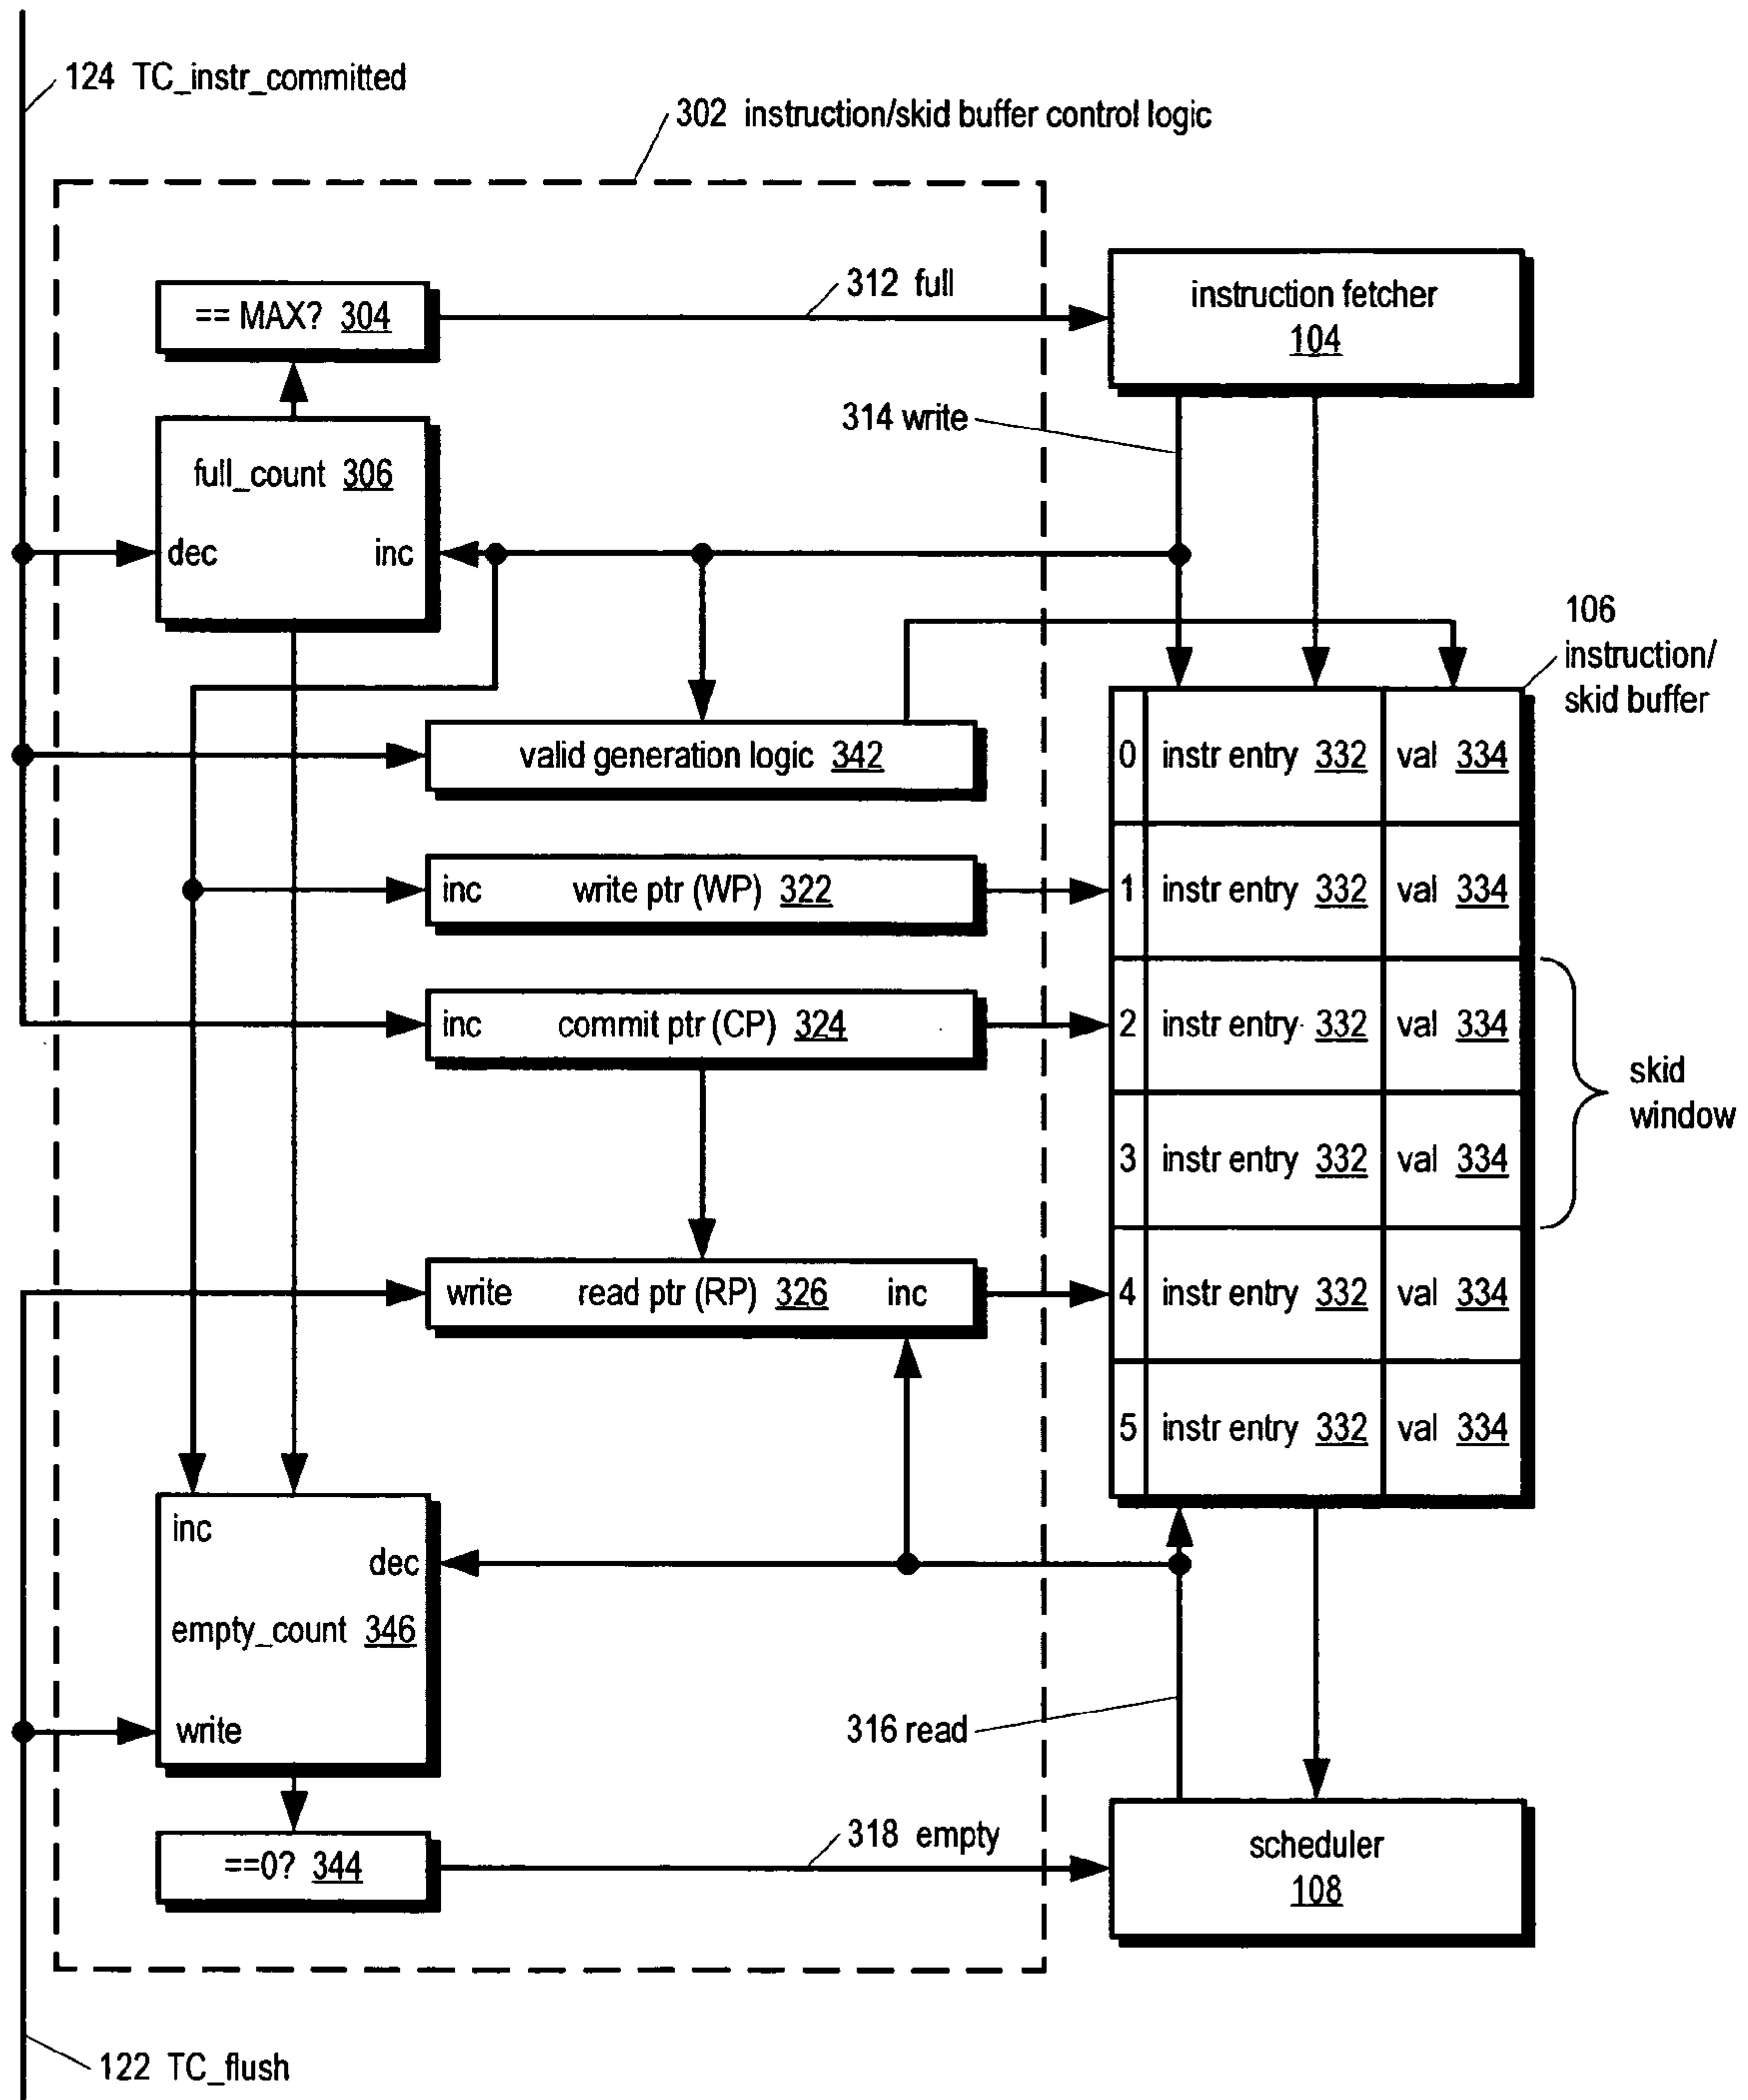 124 TC_instr_committed
302 instruction/skid buffer control logic
== MAX? 304
312 full
instruction fetcher
104
314 write
full_count 306
dec inc
106
instruction/
skid buffer
valid generation logic 342
0 instr entry 332 val 334
inc write ptr (WP) 322
1 instr entry 332 val 334
inc commit ptr (CP) 324
2 instr entry 332 val 334
skid
window
3 instr entry 332 val 334
write read ptr (RP) 326 inc
4 instr entry 332 val 334
5 instr entry 332 val 334
inc
dec
empty_count 346
write
316 read
==0? 344
318 empty
scheduler
108
122 TC_flush